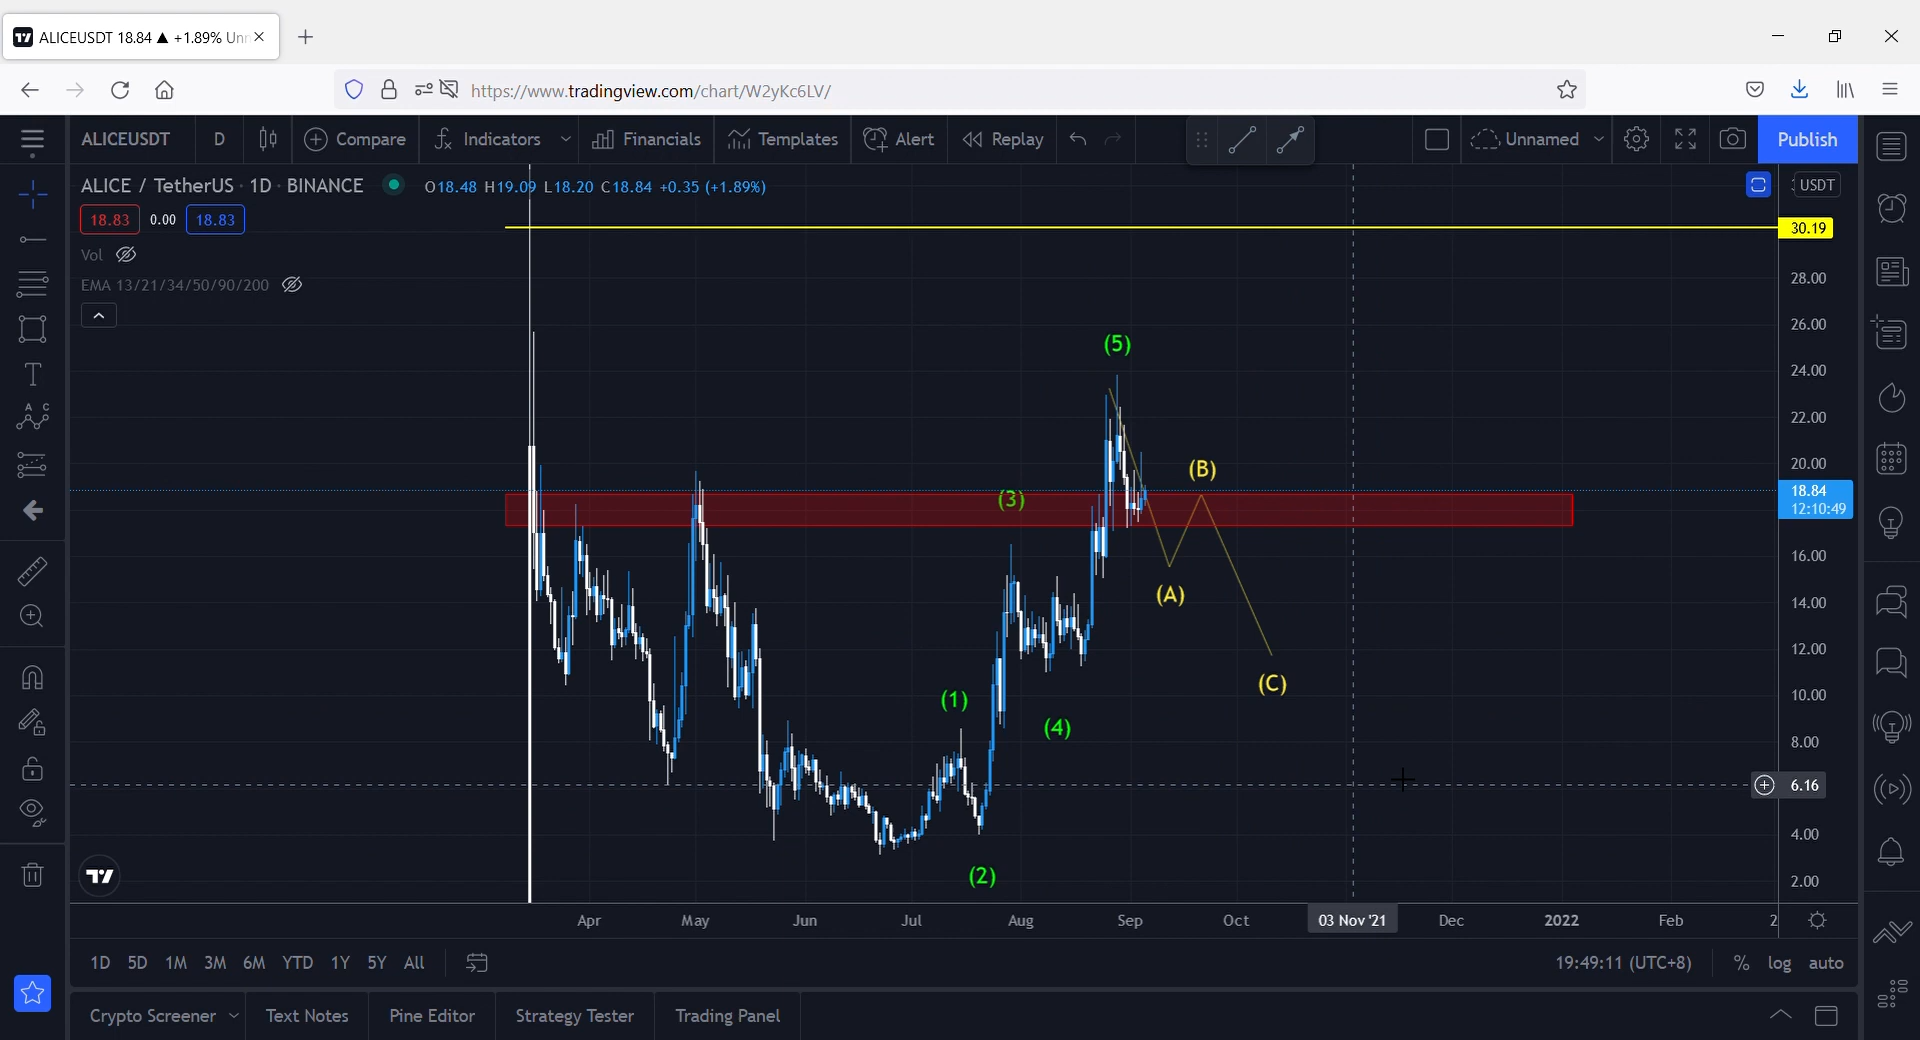 ALICEUSDT 18.84 ▲ +1.89% Unn
https://www.tradingview.com/chart/W2yKc6LV/
ALICEUSDT D Compare Indicators Financials Templates Alert Replay Unnamed Publish
ALICE / TetherUS · 1D · BINANCE O18.48 H19.09 L18.20 C18.84 +0.35 (+1.89%)
USDT
18.83 0.00 18.83
30.19
Vol
EMA 13/21/34/50/90/200
28.00
26.00
(5)
24.00
22.00
(B)
20.00
18.84
12:10:49
(3)
16.00
(A)
14.00
12.00
(C)
10.00
(1)
(4)
8.00
6.16
4.00
(2)
2.00
Apr May Jun Jul Aug Sep Oct 03 Nov '21 Dec 2022 Feb 2
1D 5D 1M 3M 6M YTD 1Y 5Y All 19:49:11 (UTC+8) % log auto
Crypto Screener Text Notes Pine Editor Strategy Tester Trading Panel